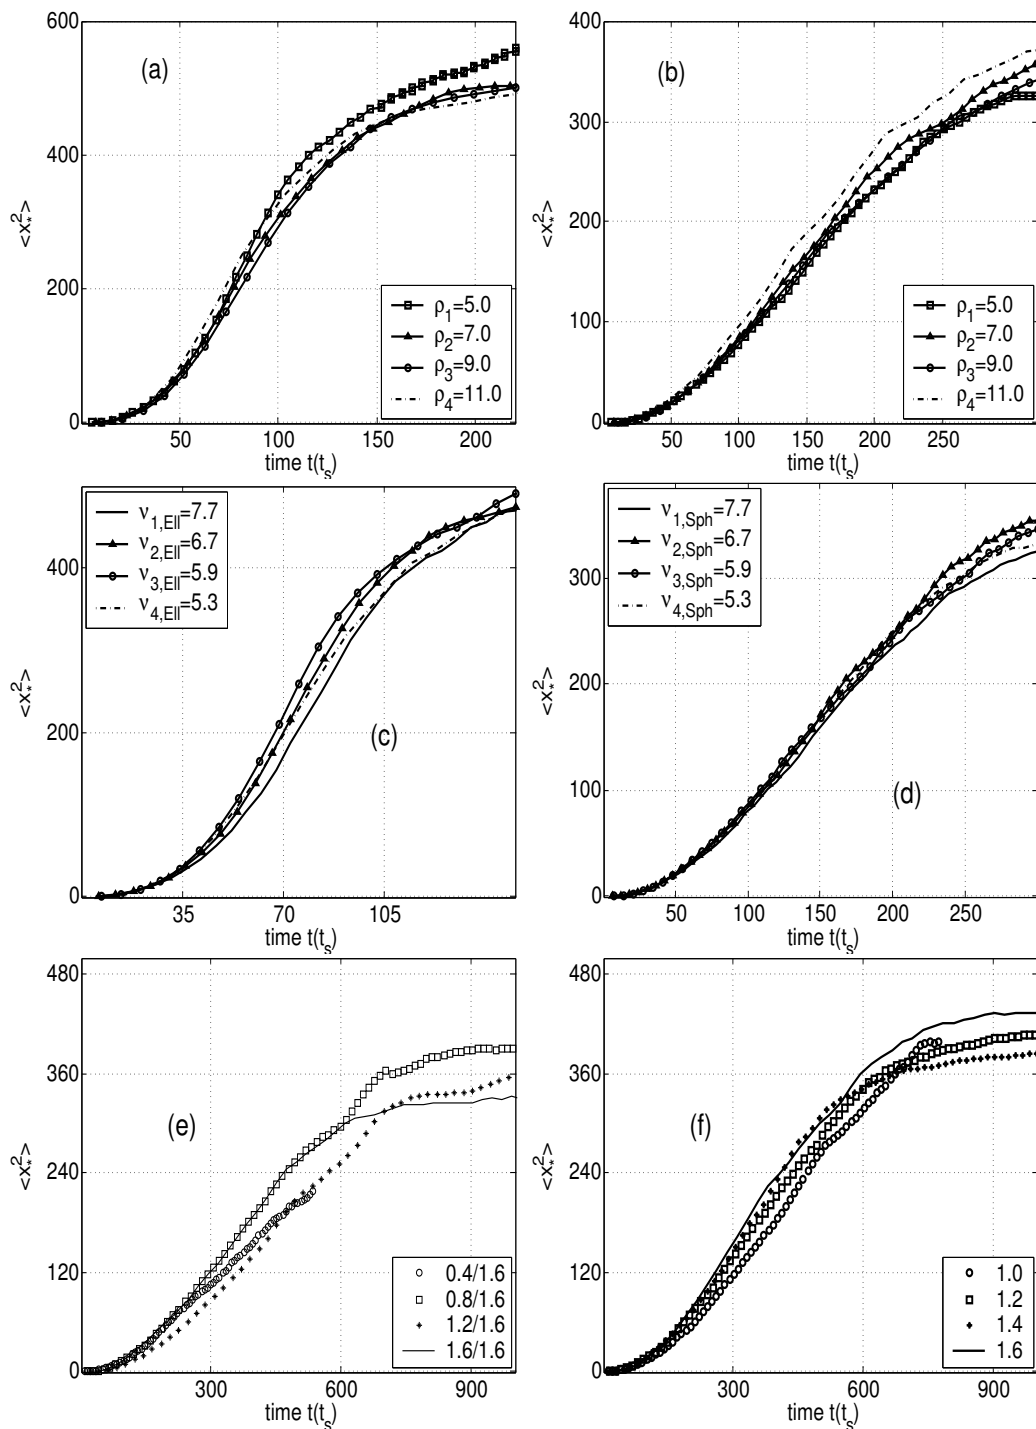 600
400
200
0
<x*²>
(a)
ρ1=5.0
ρ2=7.0
ρ3=9.0
ρ4=11.0
50 100 150 200
time t(ts)
400
300
200
100
0
<x*²>
(b)
ρ1=5.0
ρ2=7.0
ρ3=9.0
ρ4=11.0
50 100 150 200 250
time t(ts)
400
200
0
<x*²>
ν1,Ell=7.7
ν2,Ell=6.7
ν3,Ell=5.9
ν4,Ell=5.3
(c)
35 70 105
time t(ts)
300
200
100
0
<x*²>
ν1,Sph=7.7
ν2,Sph=6.7
ν3,Sph=5.9
ν4,Sph=5.3
(d)
50 100 150 200 250
time t(ts)
480
360
240
120
0
<x*²>
(e)
0.4/1.6
0.8/1.6
1.2/1.6
1.6/1.6
300 600 900
time t(ts)
480
360
240
120
0
<x*²>
(f)
1.0
1.2
1.4
1.6
300 600 900
time t(ts)